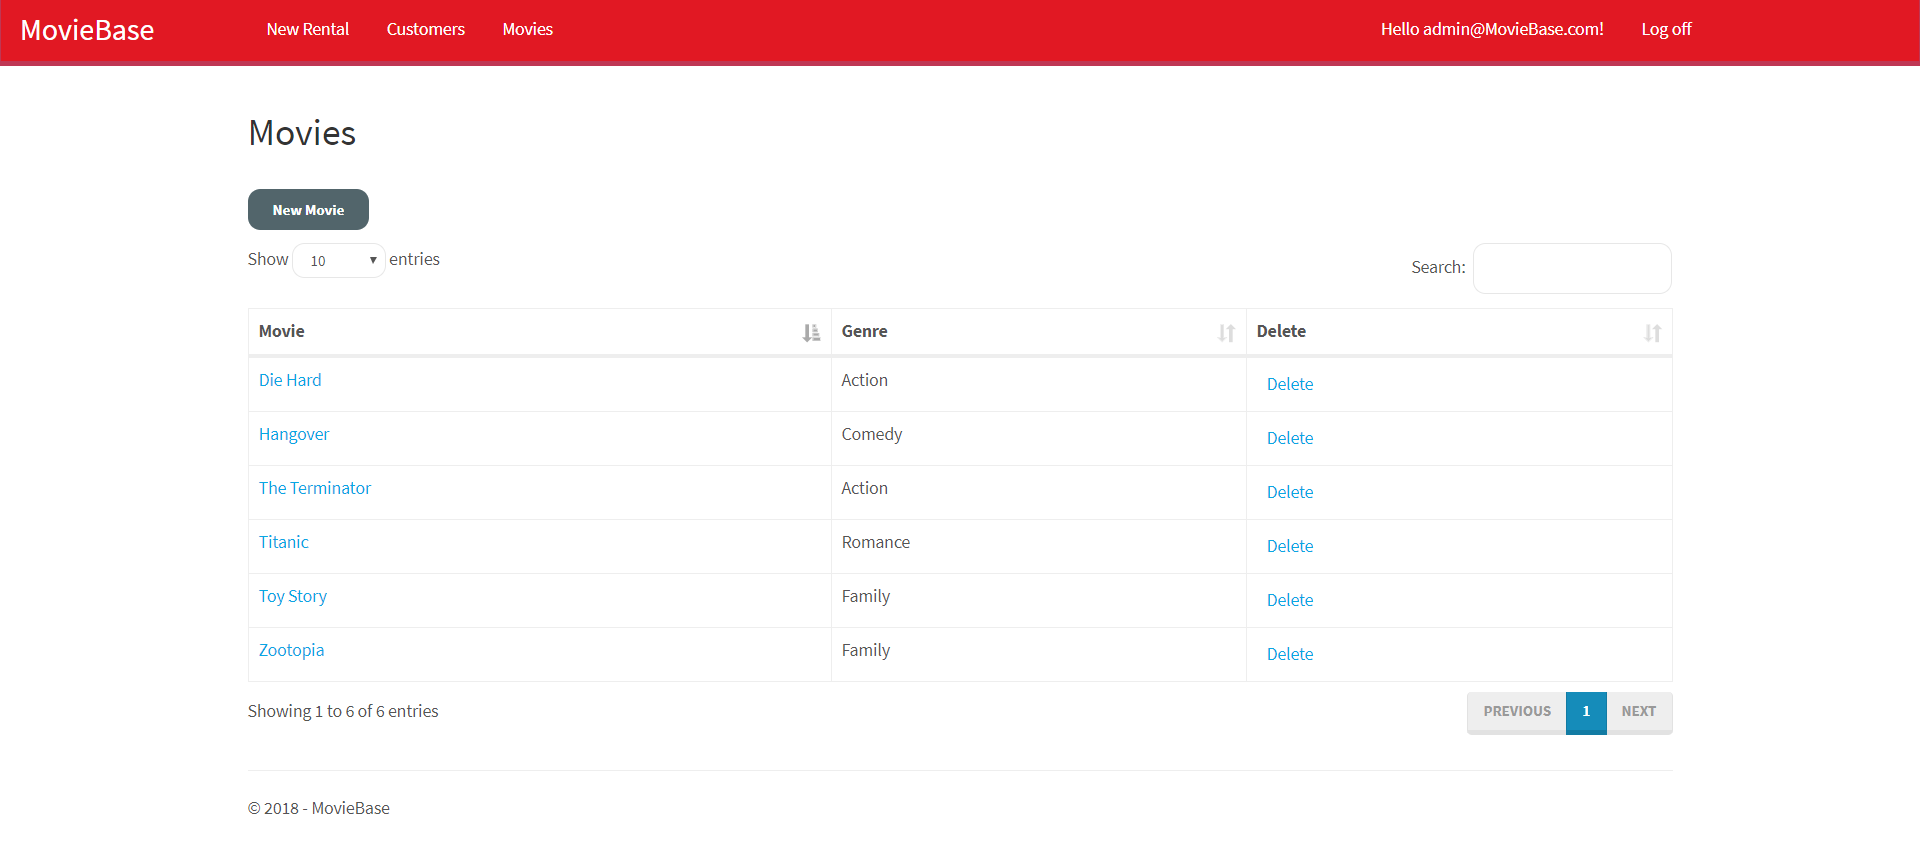 MovieBase New Rental Customers Movies Hello admin@MovieBase.com! Log off
Movies
New Movie
Show 10 entries Search:
Movie Genre Delete
Die Hard Action Delete
Hangover Comedy Delete
The Terminator Action Delete
Titanic Romance Delete
Toy Story Family Delete
Zootopia Family Delete
Showing 1 to 6 of 6 entries PREVIOUS 1 NEXT
© 2018 - MovieBase